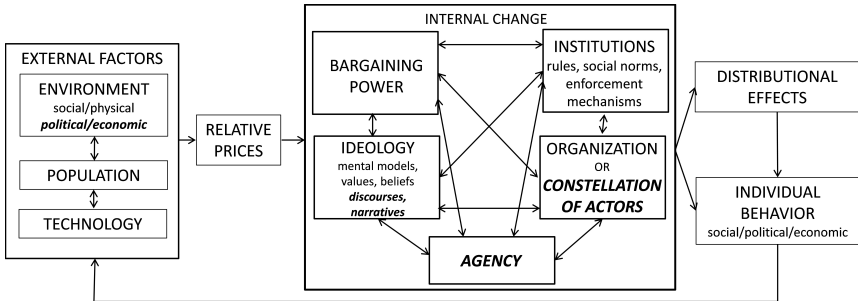 EXTERNAL FACTORS
ENVIRONMENT
social/physical
political/economic
POPULATION
TECHNOLOGY
RELATIVE
PRICES
INTERNAL CHANGE
BARGAINING
POWER
INSTITUTIONS
rules, social norms,
enforcement
mechanisms
IDEOLOGY
mental models,
values, beliefs
discourses,
narratives
ORGANIZATION
OR
CONSTELLATION
OF ACTORS
AGENCY
DISTRIBUTIONAL
EFFECTS
INDIVIDUAL
BEHAVIOR
social/political/economic